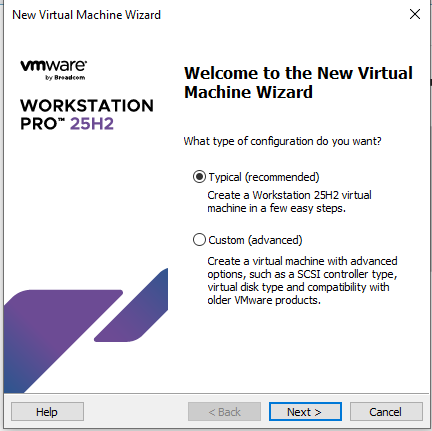 New Virtual Machine Wizard
vmware®
by Broadcom
WORKSTATION
PRO™ 25H2
Welcome to the New Virtual
Machine Wizard
What type of configuration do you want?
Typical (recommended)
Create a Workstation 25H2 virtual
machine in a few easy steps.
Custom (advanced)
Create a virtual machine with advanced
options, such as a SCSI controller type,
virtual disk type and compatibility with
older VMware products.
Help
< Back
Next >
Cancel